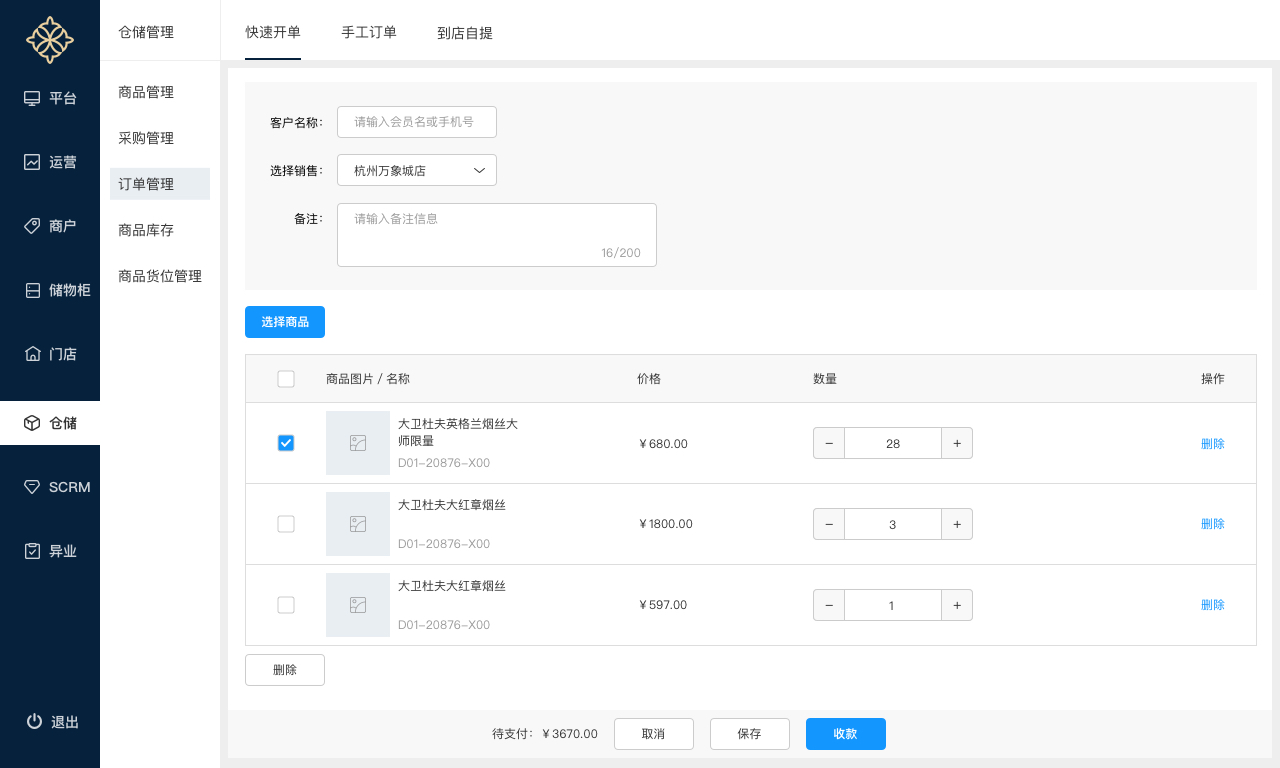 平台
运营
商户
储物柜
门店
仓储
SCRM
异业
退出
仓储管理
商品管理
采购管理
订单管理
商品库存
商品货位管理
快速开单 手工订单 到店自提
客户名称: 请输入会员名或手机号
选择销售: 杭州万象城店
备注: 请输入备注信息
16/200
选择商品
商品图片 / 名称 价格 数量 操作
大卫杜夫英格兰烟丝大
师限量
D01-20876-X00
¥680.00 − 28 + 删除
大卫杜夫大红章烟丝
D01-20876-X00
¥1800.00 − 3 + 删除
大卫杜夫大红章烟丝
D01-20876-X00
¥597.00 − 1 + 删除
删除
待支付: ¥3670.00 取消 保存 收款